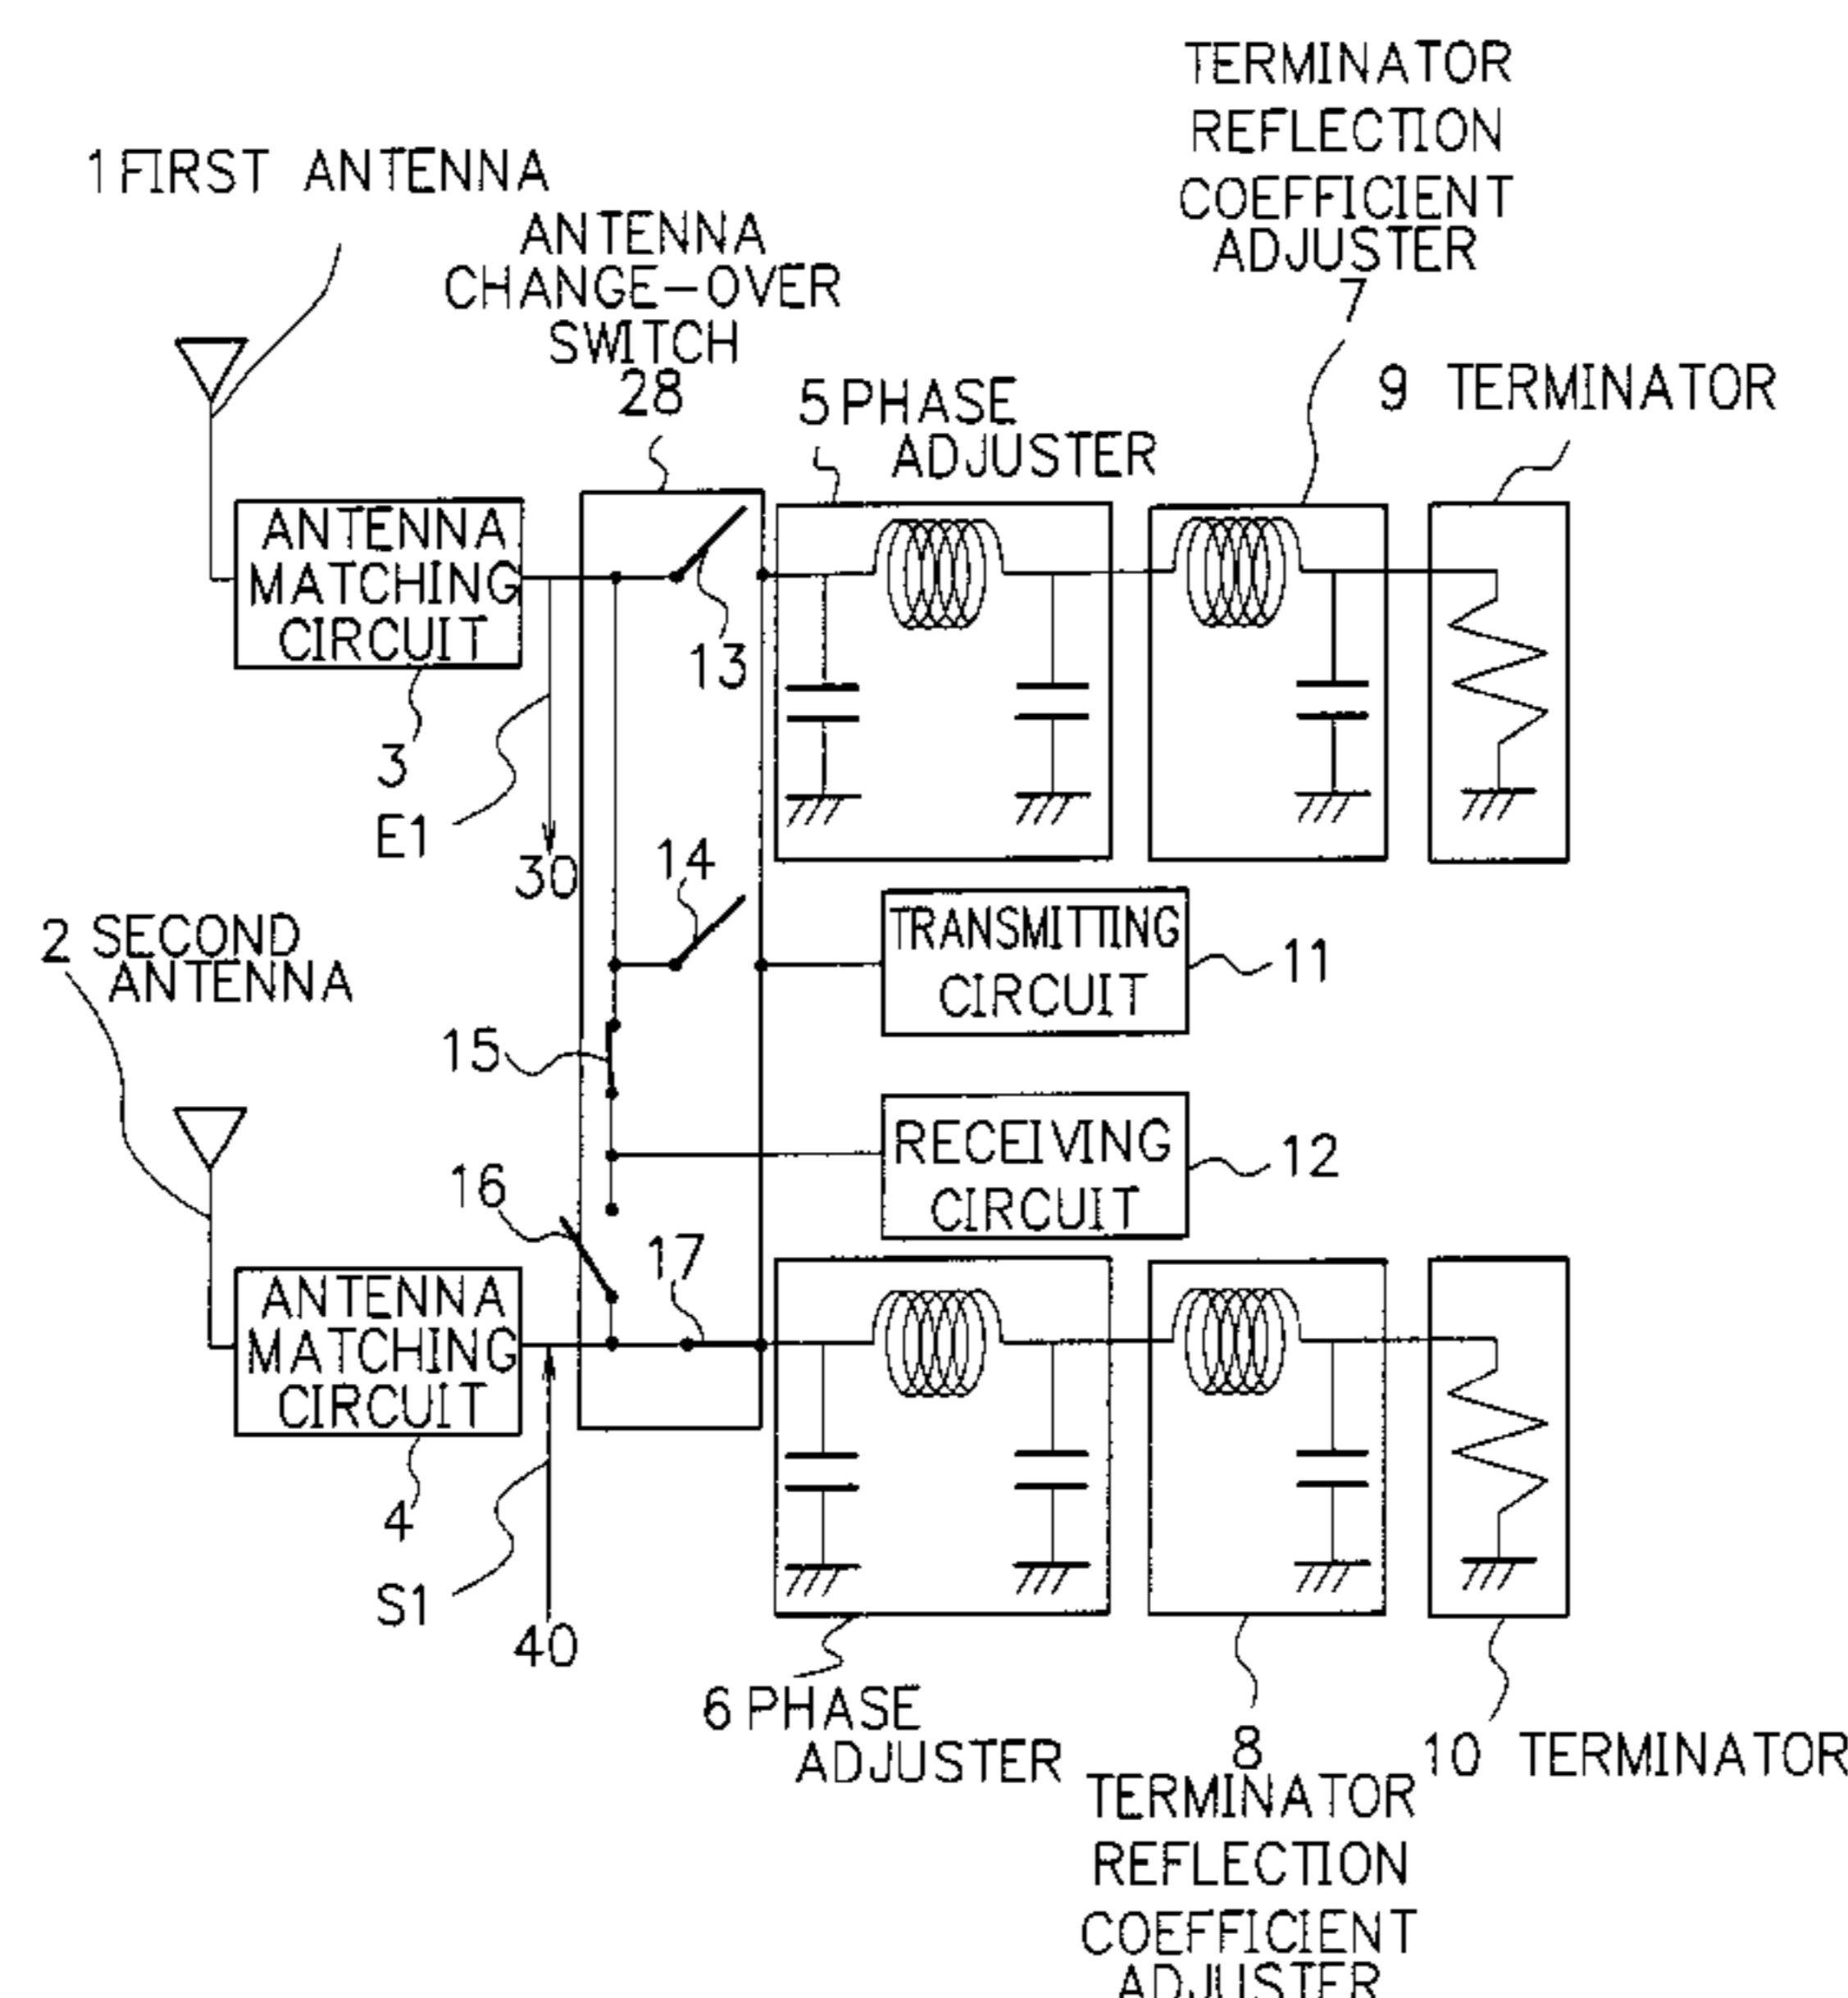 TERMINATOR
REFLECTION
COEFFICIENT
ADJUSTER
7
1 FIRST ANTENNA
ANTENNA
CHANGE-OVER
SWITCH
28
5 PHASE
ADJUSTER
9 TERMINATOR
ANTENNA
MATCHING
CIRCUIT
3
13
E1
30
14
2 SECOND
ANTENNA
TRANSMITTING
CIRCUIT
11
15
RECEIVING
CIRCUIT
12
16
17
ANTENNA
MATCHING
CIRCUIT
4
S1
40
6 PHASE
ADJUSTER
8
TERMINATOR
REFLECTION
COEFFICIENT
ADJUSTER
10 TERMINATOR